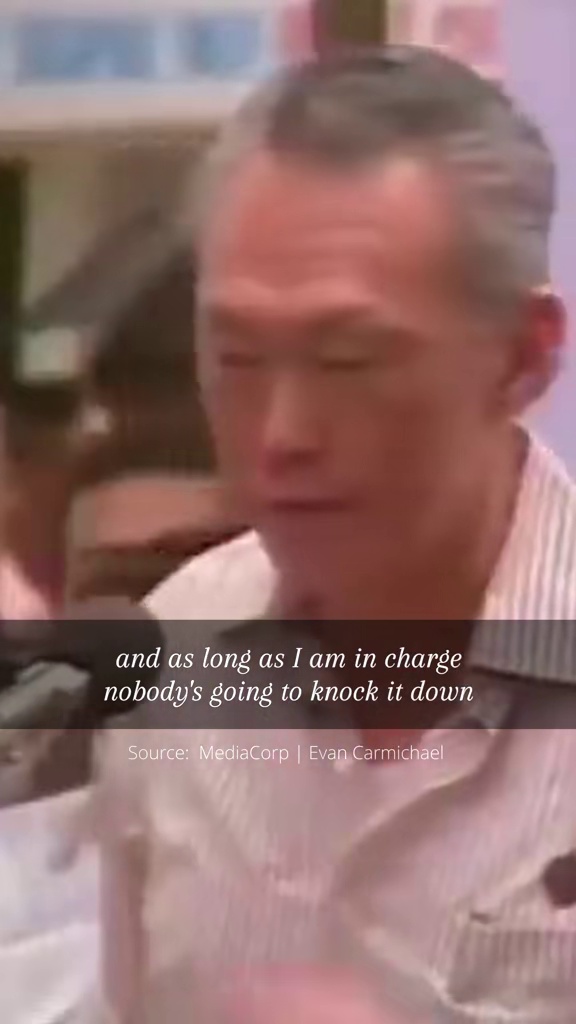 and as long as I am in charge
nobody's going to knock it down
Source: MediaCorp | Evan Carmichael